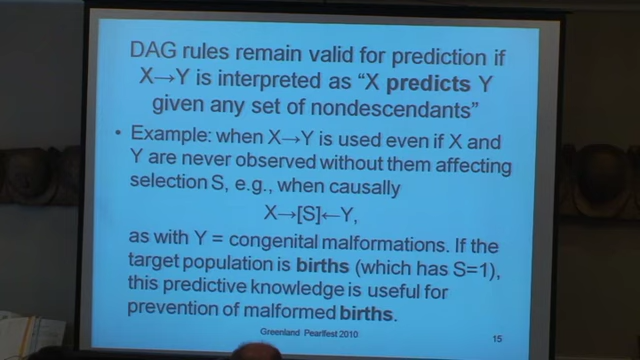 DAG rules remain valid for prediction if
X→Y is interpreted as “X predicts Y
given any set of nondescendants”
• Example: when X→Y is used even if X and
Y are never observed without them affecting
selection S, e.g., when causally
X→[S]←Y,
as with Y = congenital malformations. If the
target population is births (which has S=1),
this predictive knowledge is useful for
prevention of malformed births.
Greenland Pearlfest 2010
15